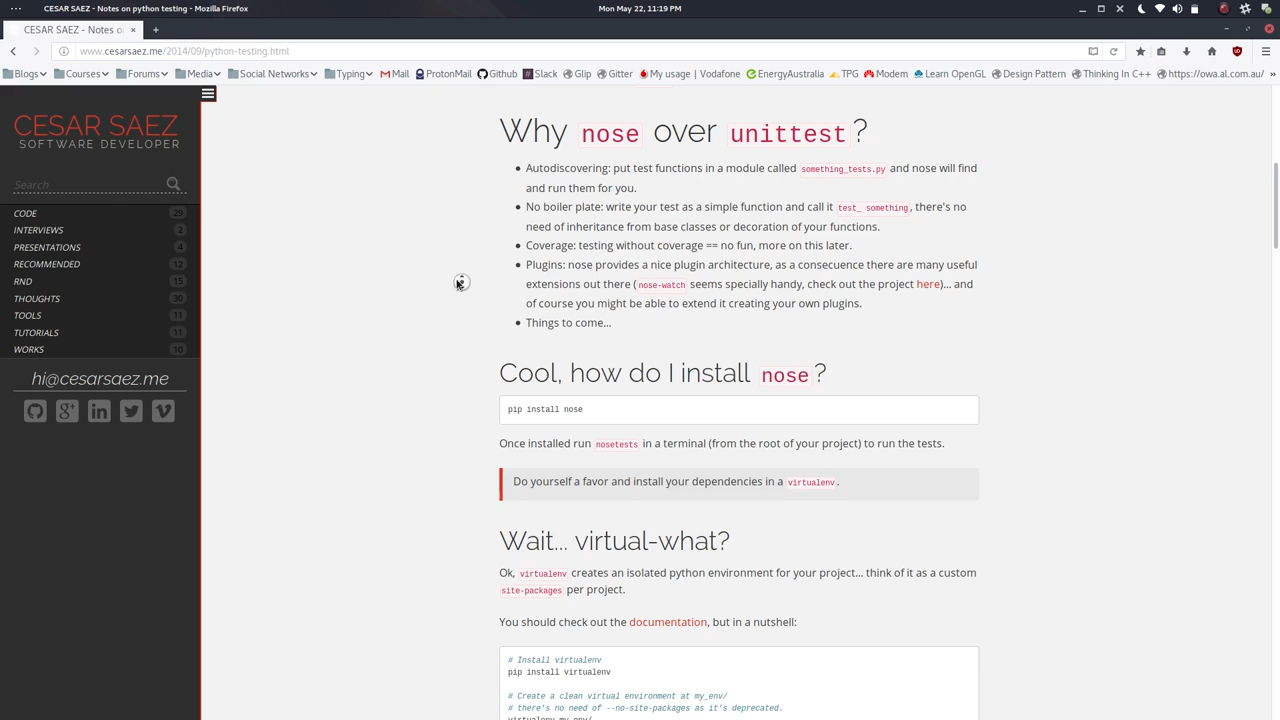 CESAR SAEZ - Notes on python testing - Mozilla Firefox
Mon May 22, 11:19 PM
CESAR SAEZ - Notes o
www.cesarsaez.me/2014/09/python-testing.html
Blogs Courses Forums Media Social Networks Typing Mail ProtonMail Github Slack Glip Gitter My usage | Vodafone EnergyAustralia TPG Modem Learn OpenGL Design Pattern Thinking In C++ https://owa.al.com.au/ »
CESAR SAEZ
SOFTWARE DEVELOPER
Search
CODE 29
INTERVIEWS 2
PRESENTATIONS 4
RECOMMENDED 12
RND 15
THOUGHTS 30
TOOLS 11
TUTORIALS 11
WORKS 10
hi@cesarsaez.me
Why nose over unittest?
Autodiscovering: put test functions in a module called something_tests.py and nose will find
and run them for you.
No boiler plate: write your test as a simple function and call it test_ something, there's no
need of inheritance from base classes or decoration of your functions.
Coverage: testing without coverage == no fun, more on this later.
Plugins: nose provides a nice plugin architecture, as a consecuence there are many useful
extensions out there (nose-watch seems specially handy, check out the project here)... and
of course you might be able to extend it creating your own plugins.
Things to come...
Cool, how do I install nose?
pip install nose
Once installed run nosetests in a terminal (from the root of your project) to run the tests.
Do yourself a favor and install your dependencies in a virtualenv.
Wait... virtual-what?
Ok, virtualenv creates an isolated python environment for your project... think of it as a custom
site-packages per project.
You should check out the documentation, but in a nutshell:
# Install virtualenv
pip install virtualenv
# Create a clean virtual environment at my_env/
# there's no need of --no-site-packages as it's deprecated.
virtualenv my_env/